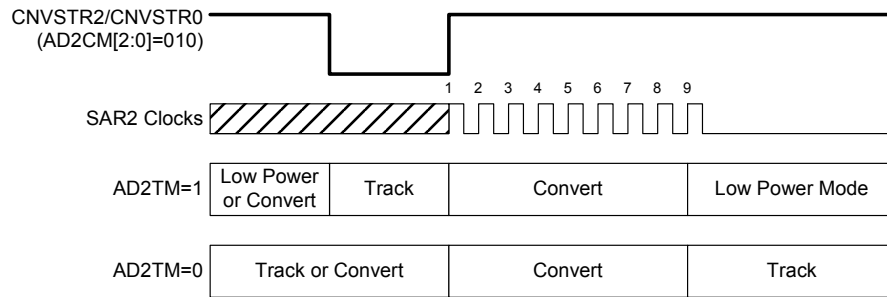 CNVSTR2/CNVSTR0
(AD2CM[2:0]=010)
1 2 3 4 5 6 7 8 9
SAR2 Clocks
AD2TM=1
Low Power
or Convert
Track
Convert
Low Power Mode
AD2TM=0
Track or Convert
Convert
Track